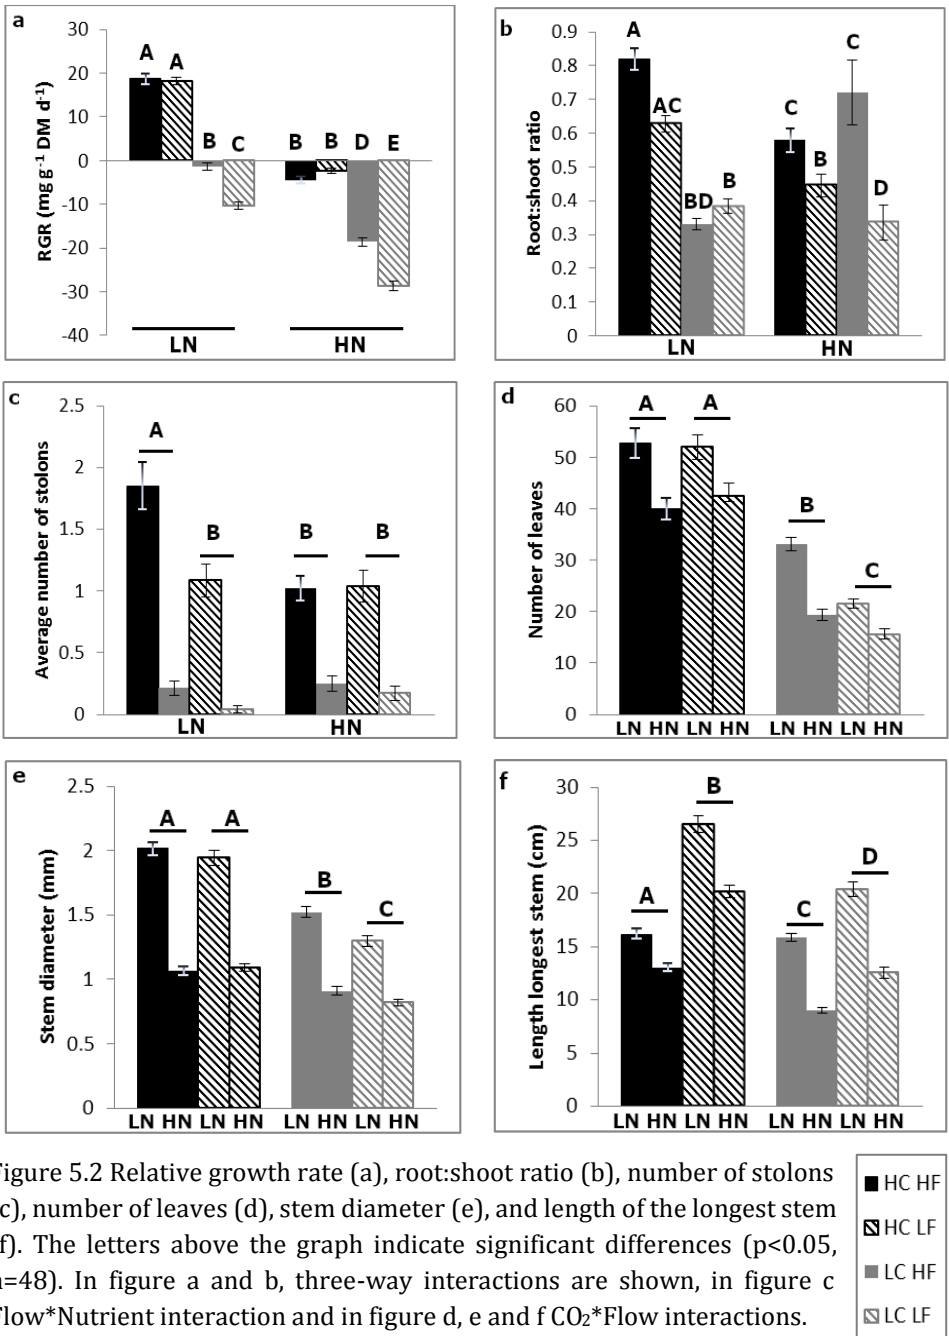 a
30
20
10
0
-10
-20
-30
-40
RGR (mg g-1 DM d-1)
A A B C B B D E
LN HN
b
0.9
0.8
0.7
0.6
0.5
0.4
0.3
0.2
0.1
0
Root:shoot ratio
A AC BD B C B C D
LN HN
c
2.5
2
1.5
1
0.5
0
Average number of stolons
A B B B
LN HN
d
60
50
40
30
20
10
0
Number of leaves
A A B C
LN HN LN HN LN HN LN HN
e
2.5
2
1.5
1
0.5
0
Stem diameter (mm)
A A B C
LN HN LN HN LN HN LN HN
f
30
25
20
15
10
5
0
Length longest stem (cm)
A B C D
LN HN LN HN LN HN LN HN
igure 5.2 Relative growth rate (a), root:shoot ratio (b), number of stolons
c), number of leaves (d), stem diameter (e), and length of the longest stem
f). The letters above the graph indicate significant differences (p<0.05,
=48). In figure a and b, three-way interactions are shown, in figure c
low*Nutrient interaction and in figure d, e and f CO2*Flow interactions.
HC HF
HC LF
LC HF
LC LF